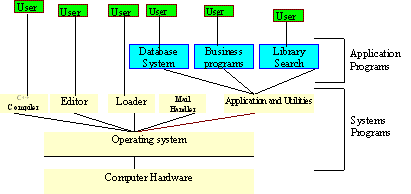 User User User User User
Database
System
Business
programs
Library
Search
Application
Programs
C++
Compiler
Editor
Loader
Mail
Handler
Application and Utilities
Systems
Programs
Operating system
Computer Hardware